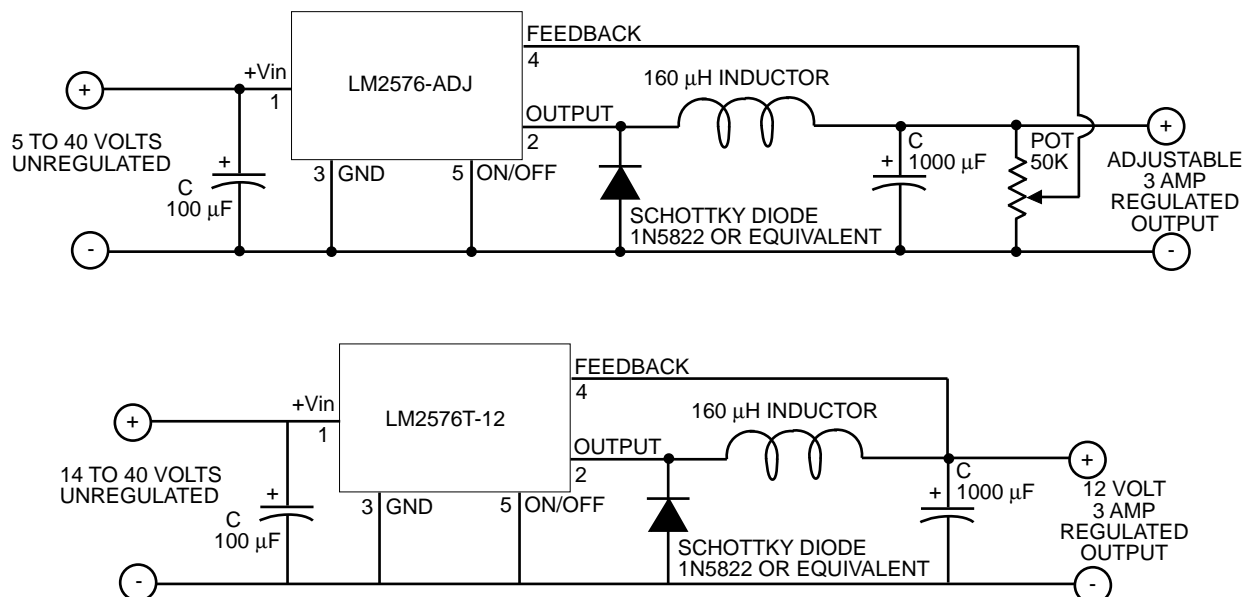 FEEDBACK
4
+Vin
1
LM2576-ADJ
160 μH INDUCTOR
+
OUTPUT
2
+
5 TO 40 VOLTS
UNREGULATED
+
C
100 μF
3 GND
5 ON/OFF
+
C
1000 μF
POT
50K
ADJUSTABLE
3 AMP
REGULATED
OUTPUT
SCHOTTKY DIODE
1N5822 OR EQUIVALENT
-
-
FEEDBACK
4
+Vin
1
LM2576T-12
160 μH INDUCTOR
+
OUTPUT
2
+
14 TO 40 VOLTS
UNREGULATED
+
C
100 μF
3 GND
5 ON/OFF
+
C
1000 μF
12 VOLT
3 AMP
REGULATED
OUTPUT
SCHOTTKY DIODE
1N5822 OR EQUIVALENT
-
-